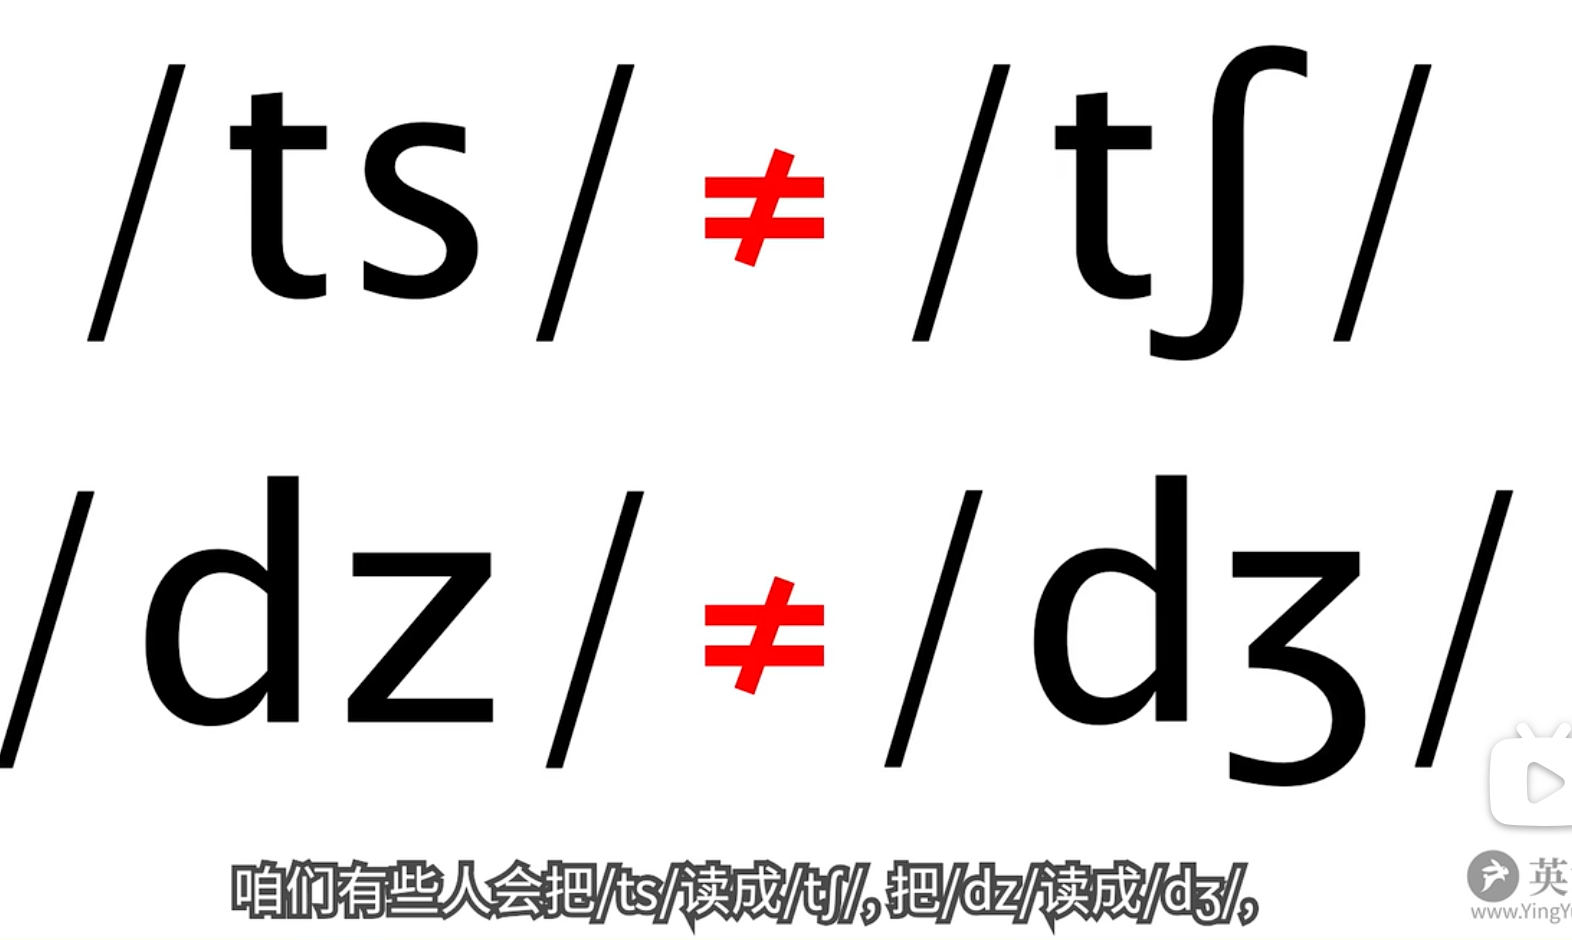 /ts/ ≠ /tʃ/
/dz/ ≠ /dʒ/
咱们有些人会把/ts/读成/tʃ/, 把/dz/读成/dʒ/,
英
www.YingY